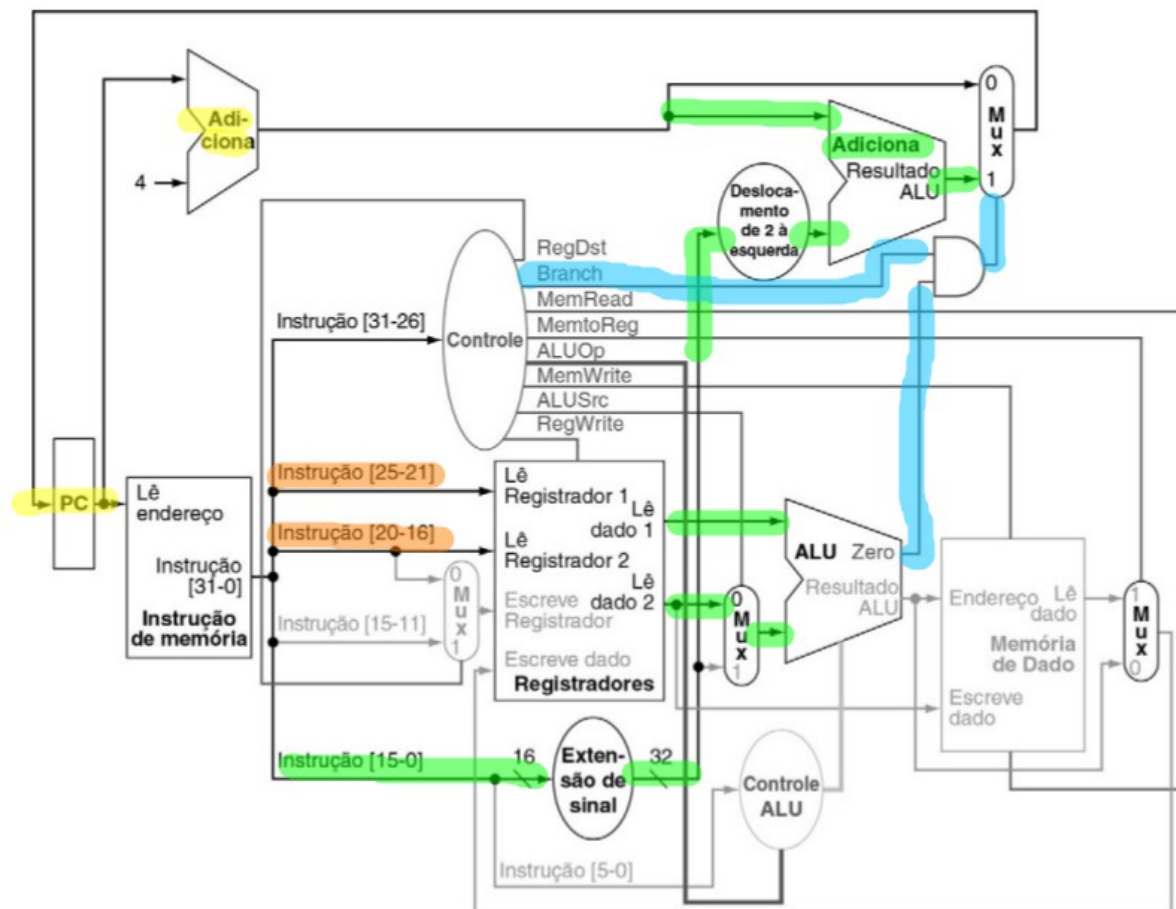 0
M
u
x
1
Adi-
ciona
4
Adiciona
Resultado
ALU
Desloca-
mento
de 2 à
esquerda
RegDst
Branch
MemRead
MemtoReg
ALUOp
MemWrite
ALUSrc
RegWrite
Instrução [31-26]
Controle
PC
Lê
endereço
Instrução
[31-0]
Instrução
de memória
Instrução [25-21]
Instrução [20-16]
0
M
u
x
1
Instrução [15-11]
Lê
Registrador 1
Lê
Registrador 2
Escreve
Registrador
Escreve dado
Lê
dado 1
Lê
dado 2
Registradores
0
M
u
x
1
ALU
Zero
Resultado
ALU
Endereço
Lê
dado
Memória
de Dado
Escreve
dado
1
M
u
x
0
Instrução [15-0]
16
Exten-
são de
sinal
32
Controle
ALU
Instrução [5-0]